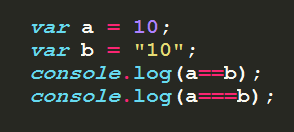 var a = 10;
var b = "10";
console.log(a==b);
console.log(a===b);